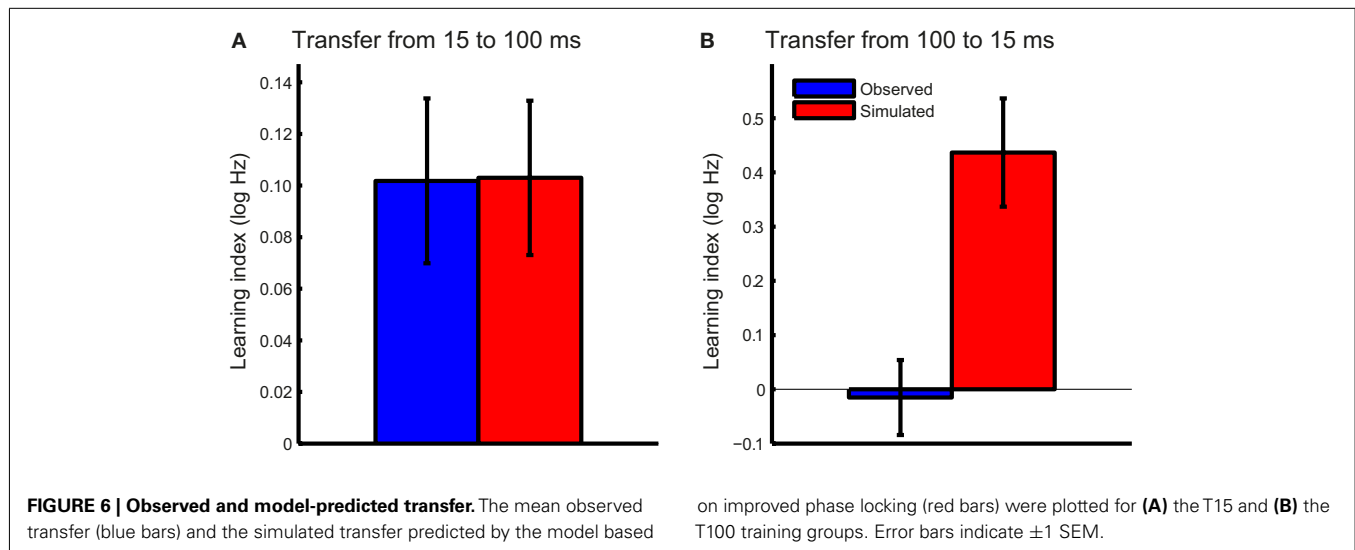 A Transfer from 15 to 100 ms
Learning index (log Hz)
0.14
0.12
0.10
0.08
0.06
0.04
0.02
0
B Transfer from 100 to 15 ms
Learning index (log Hz)
0.5
0.4
0.3
0.2
0.1
0
−0.1
Observed
Simulated
FIGURE 6 | Observed and model-predicted transfer. The mean observed
transfer (blue bars) and the simulated transfer predicted by the model based
on improved phase locking (red bars) were plotted for (A) the T15 and (B) the
T100 training groups. Error bars indicate ±1 SEM.